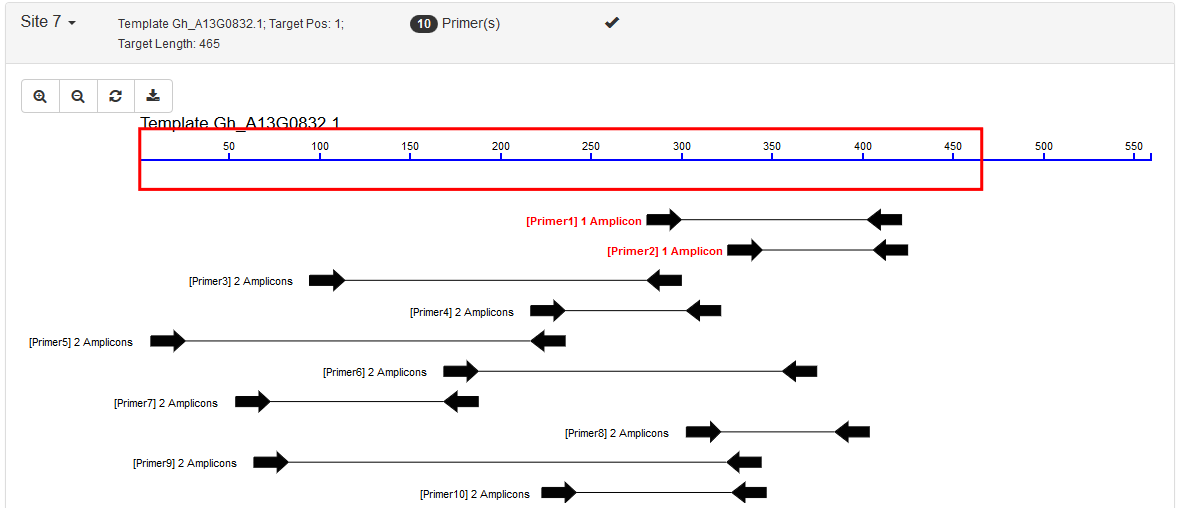 Site 7
Template Gh_A13G0832.1; Target Pos: 1;
Target Length: 465
10 Primer(s)
Template Gh_A13G0832.1
50 100 150 200 250 300 350 400 450 500 550
[Primer1] 1 Amplicon
[Primer2] 1 Amplicon
[Primer3] 2 Amplicons
[Primer4] 2 Amplicons
[Primer5] 2 Amplicons
[Primer6] 2 Amplicons
[Primer7] 2 Amplicons
[Primer8] 2 Amplicons
[Primer9] 2 Amplicons
[Primer10] 2 Amplicons